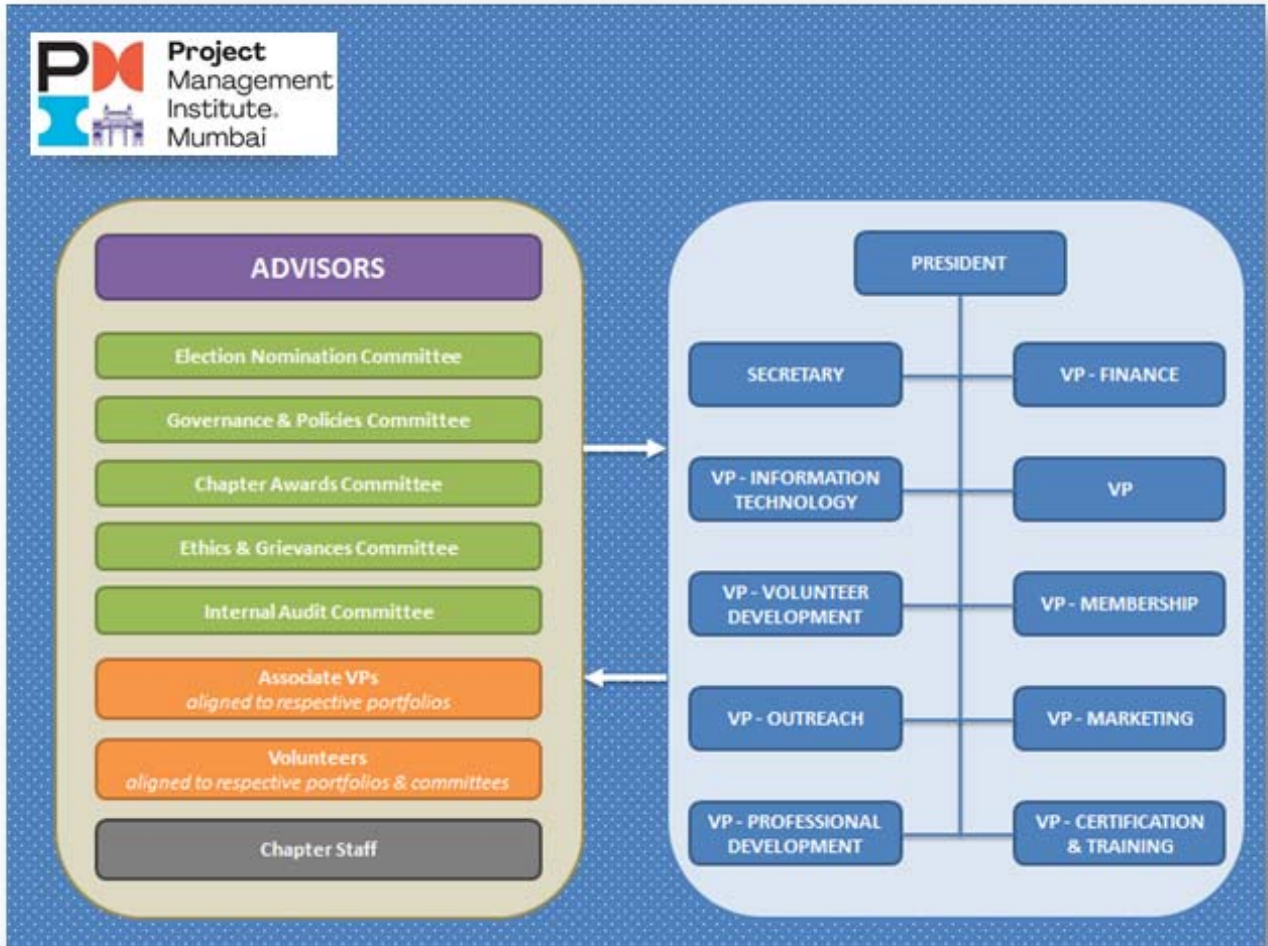 PMI
Project
Management
Institute.
Mumbai
ADVISORS
Election Nomination Committee
Governance & Policies Committee
Chapter Awards Committee
Ethics & Grievances Committee
Internal Audit Committee
Associate VPs
aligned to respective portfolios
Volunteers
aligned to respective portfolios & committees
Chapter Staff
PRESIDENT
SECRETARY
VP - FINANCE
VP - INFORMATION
TECHNOLOGY
VP
VP - VOLUNTEER
DEVELOPMENT
VP - MEMBERSHIP
VP - OUTREACH
VP - MARKETING
VP - PROFESSIONAL
DEVELOPMENT
VP - CERTIFICATION
& TRAINING